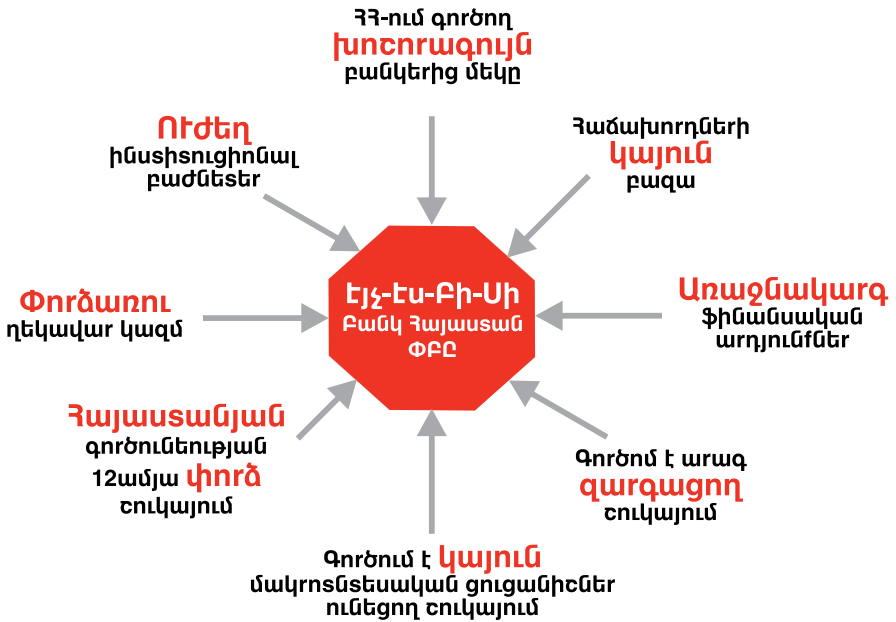 ՀՀ-ում գործող
խոշորագույն
բանկերից մեկը
Ուժեղ
ինստիտուցիոնալ
բաժնետեր
Հաճախորդների
կայուն
բազա
Էյչ-Էս-Բի-Սի
Բանկ Հայաստան
ՓԲԸ
Փորձառու
ղեկավար կազմ
Առաջնակարգ
ֆինանսական
արդյունքներ
Հայաստանյան
գործունեության
12ամյա փորձ
շուկայում
Գործոմ է արագ
զարգացող
շուկայում
Գործում է կայուն
մակրոտնտեսական ցուցանիշներ
ունեցող շուկայում